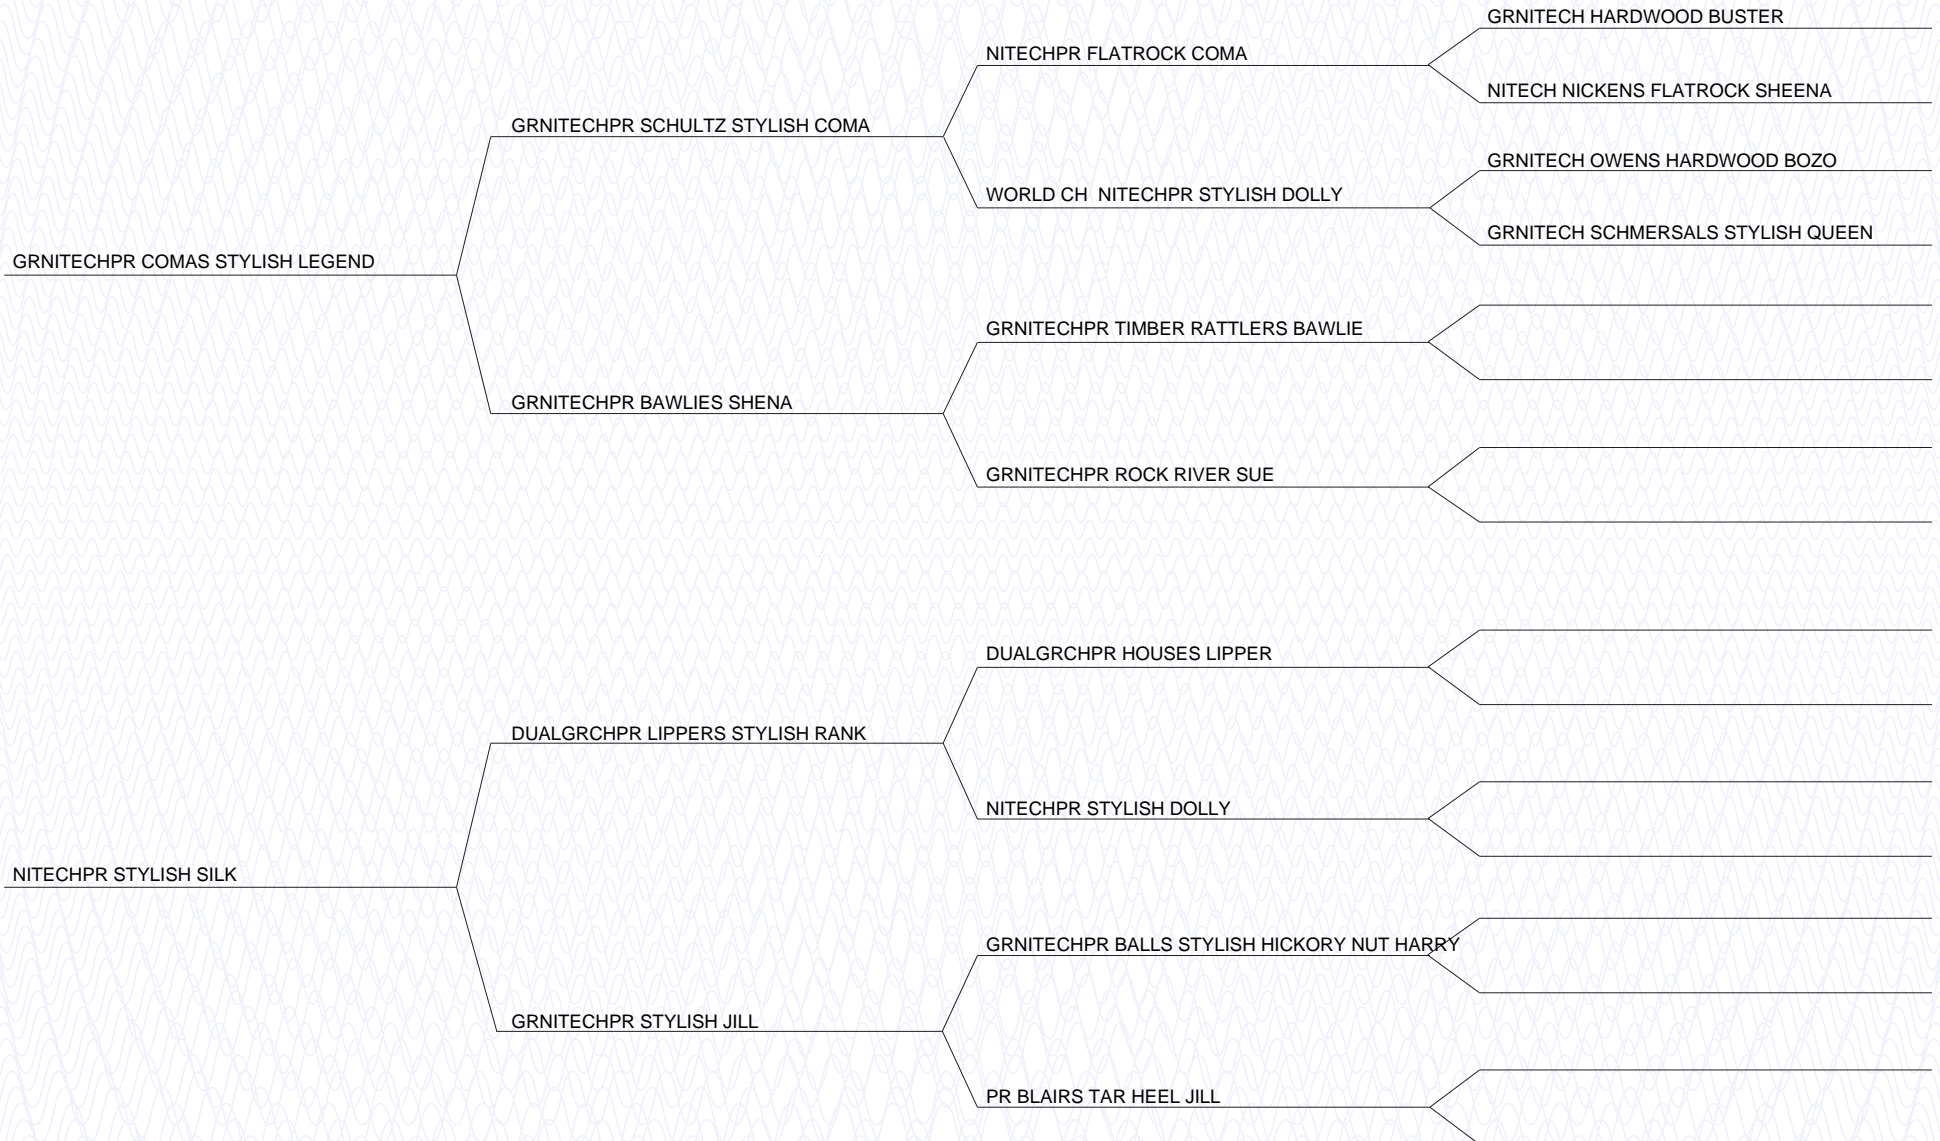 GRNITECH HARDWOOD BUSTER
NITECHPR FLATROCK COMA
NITECH NICKENS FLATROCK SHEENA
GRNITECHPR SCHULTZ STYLISH COMA
GRNITECH OWENS HARDWOOD BOZO
WORLD CH  NITECHPR STYLISH DOLLY
GRNITECH SCHMERSALS STYLISH QUEEN
GRNITECHPR COMAS STYLISH LEGEND
GRNITECHPR TIMBER RATTLERS BAWLIE
GRNITECHPR BAWLIES SHENA
GRNITECHPR ROCK RIVER SUE
DUALGRCHPR HOUSES LIPPER
DUALGRCHPR LIPPERS STYLISH RANK
NITECHPR STYLISH DOLLY
NITECHPR STYLISH SILK
GRNITECHPR BALLS STYLISH HICKORY NUT HARRY
GRNITECHPR STYLISH JILL
PR BLAIRS TAR HEEL JILL